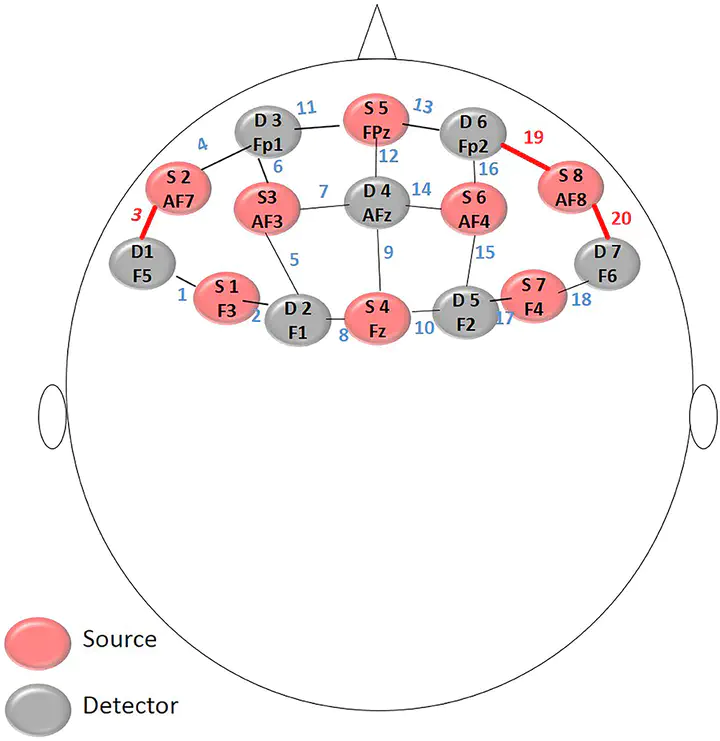 11
S 5
FPz
13
D 3
Fp1
D 6
Fp2
4
6
12
16
19
S 2
AF7
S3
AF3
7
D 4
AFz
14
S 6
AF4
S 8
AF8
3
20
D1
F5
5
9
15
D 7
F6
1
S 1
F3
2
D 2
F1
8
S 4
Fz
10
D 5
F2
17
S 7
F4
18
Source
Detector